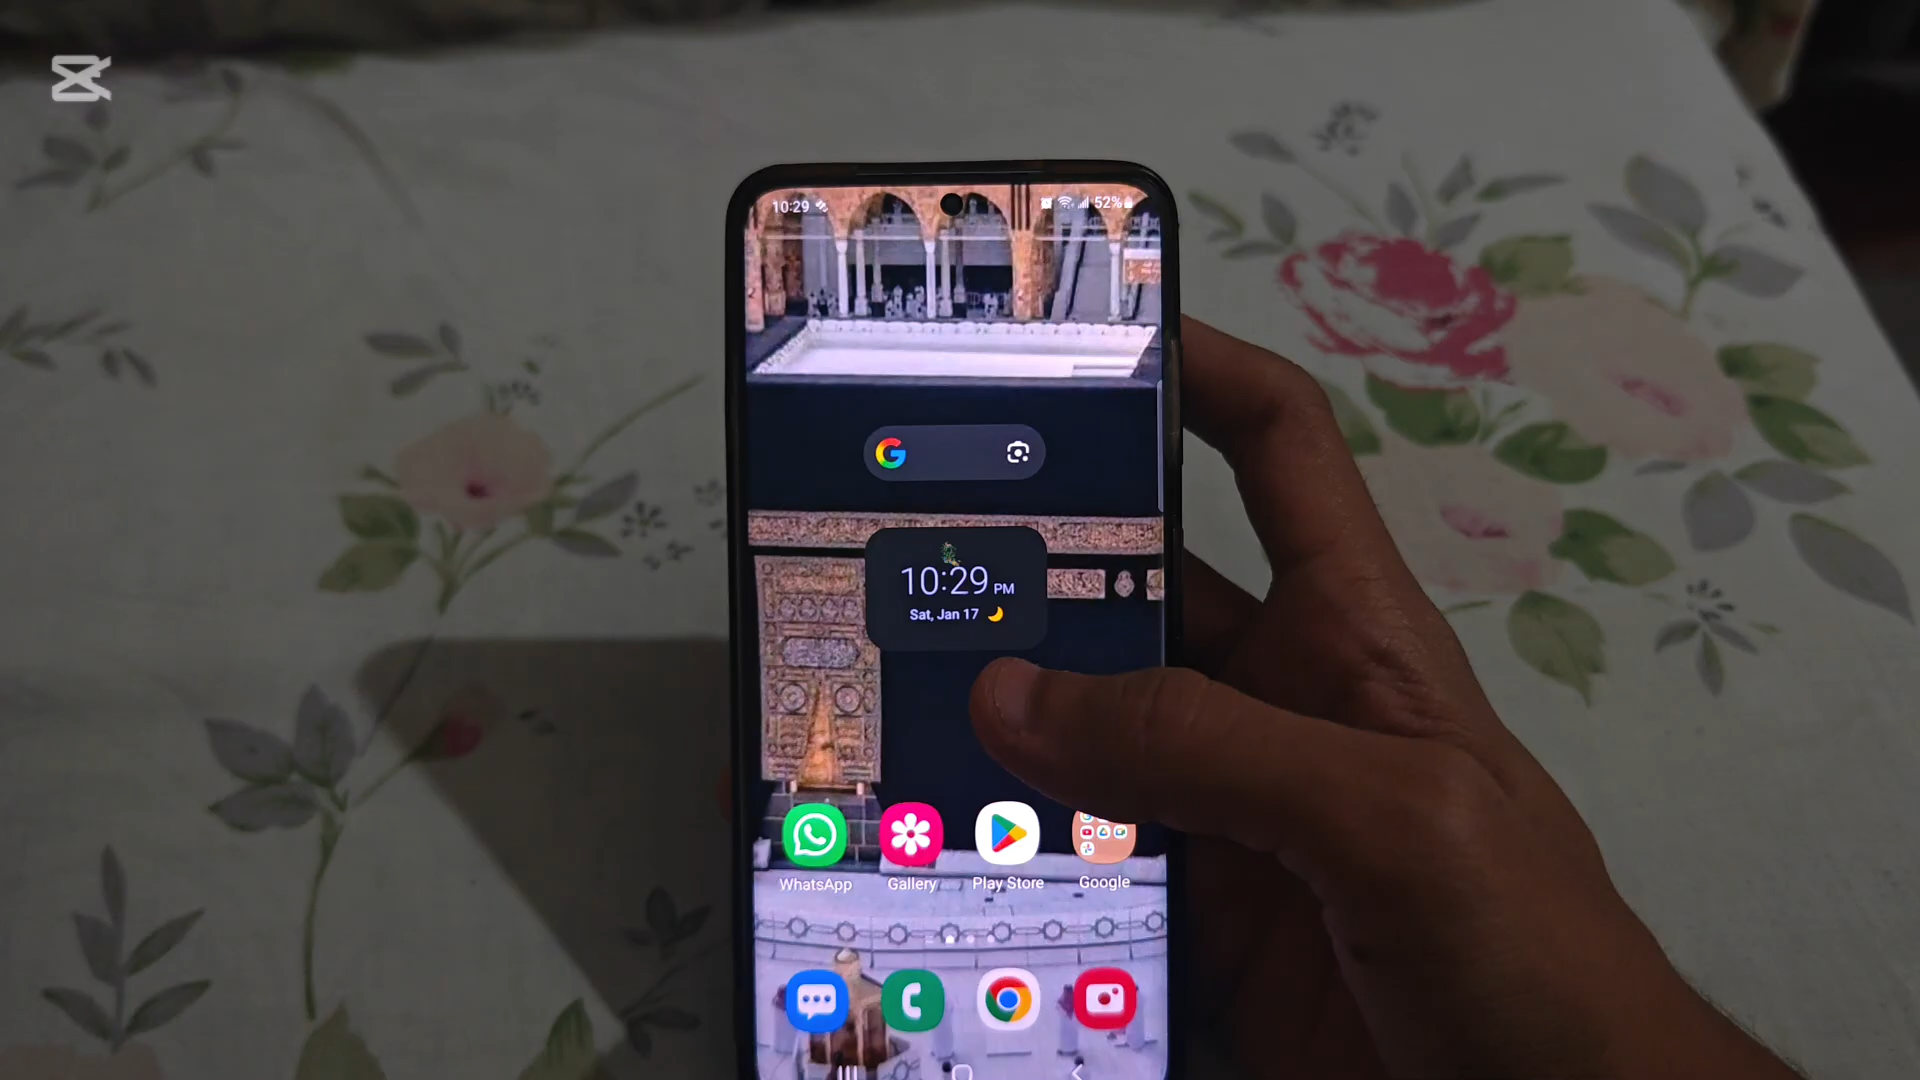 10:29
52%
10:29 PM
Sat, Jan 17
WhatsApp
Gallery
Play Store
Google